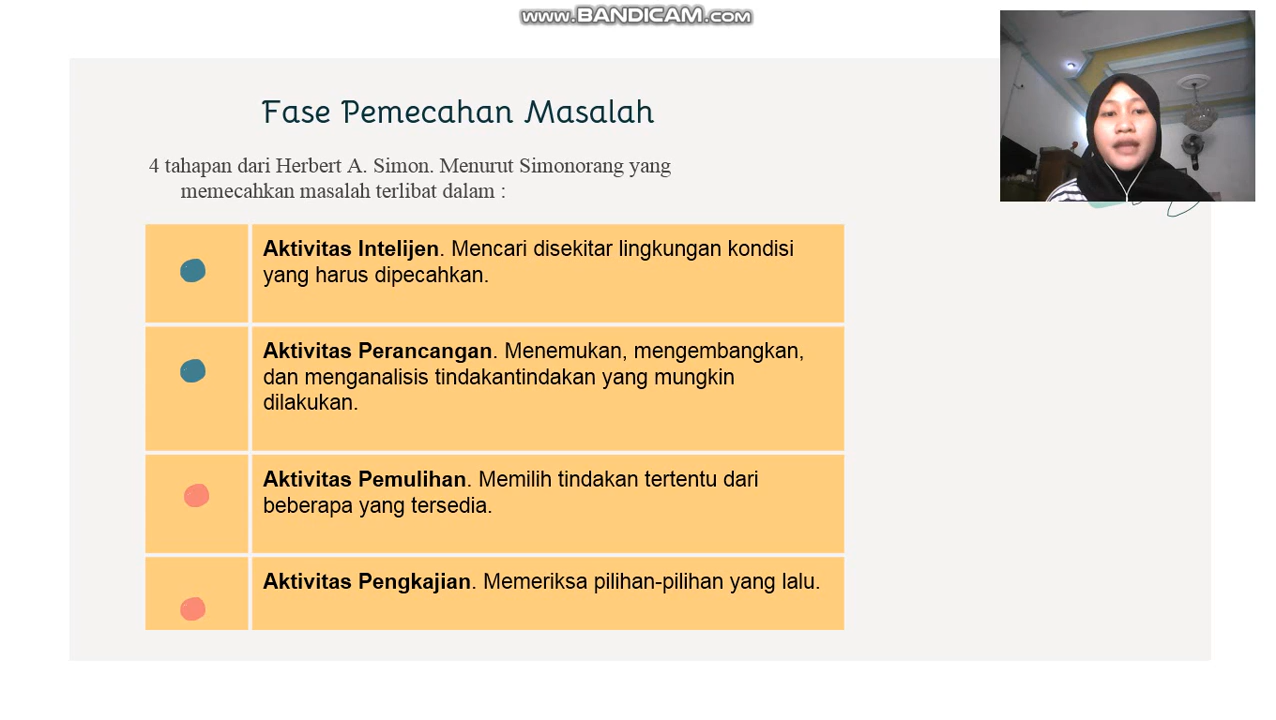 www.BANDICAM.com
Fase Pemecahan Masalah
4 tahapan dari Herbert A. Simon. Menurut Simonorang yang
memecahkan masalah terlibat dalam :
Aktivitas Intelijen. Mencari disekitar lingkungan kondisi
yang harus dipecahkan.
Aktivitas Perancangan. Menemukan, mengembangkan,
dan menganalisis tindakantindakan yang mungkin
dilakukan.
Aktivitas Pemulihan. Memilih tindakan tertentu dari
beberapa yang tersedia.
Aktivitas Pengkajian. Memeriksa pilihan-pilihan yang lalu.